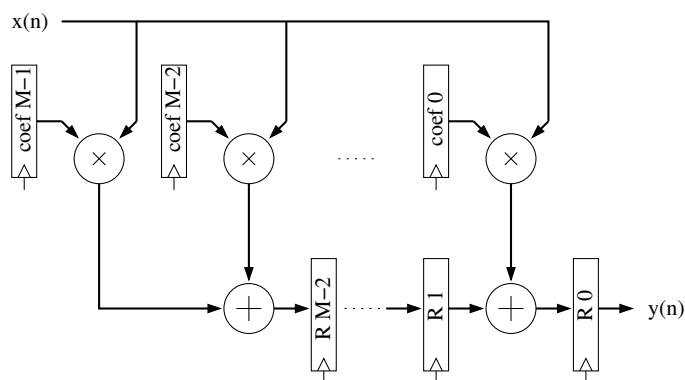 x(n)
coef M−1
coef M−2
coef 0
×
×
.....
×
+
R M−2
.....
R 1
+
R 0
y(n)